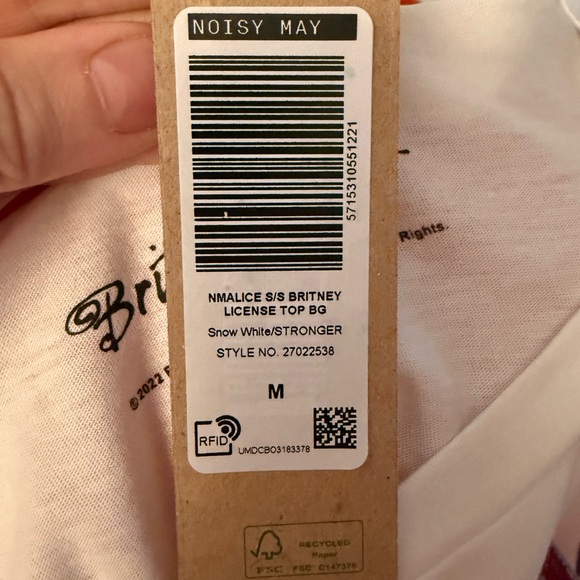 NOISY MAY
5715310551221
NMALICE S/S BRITNEY
LICENSE TOP BG
Snow White/STRONGER
STYLE NO. 27022538
M
RFID
UMDCBO3183378
Rights.
©2022
RECYCLED
Paper
FSC FSC C147376